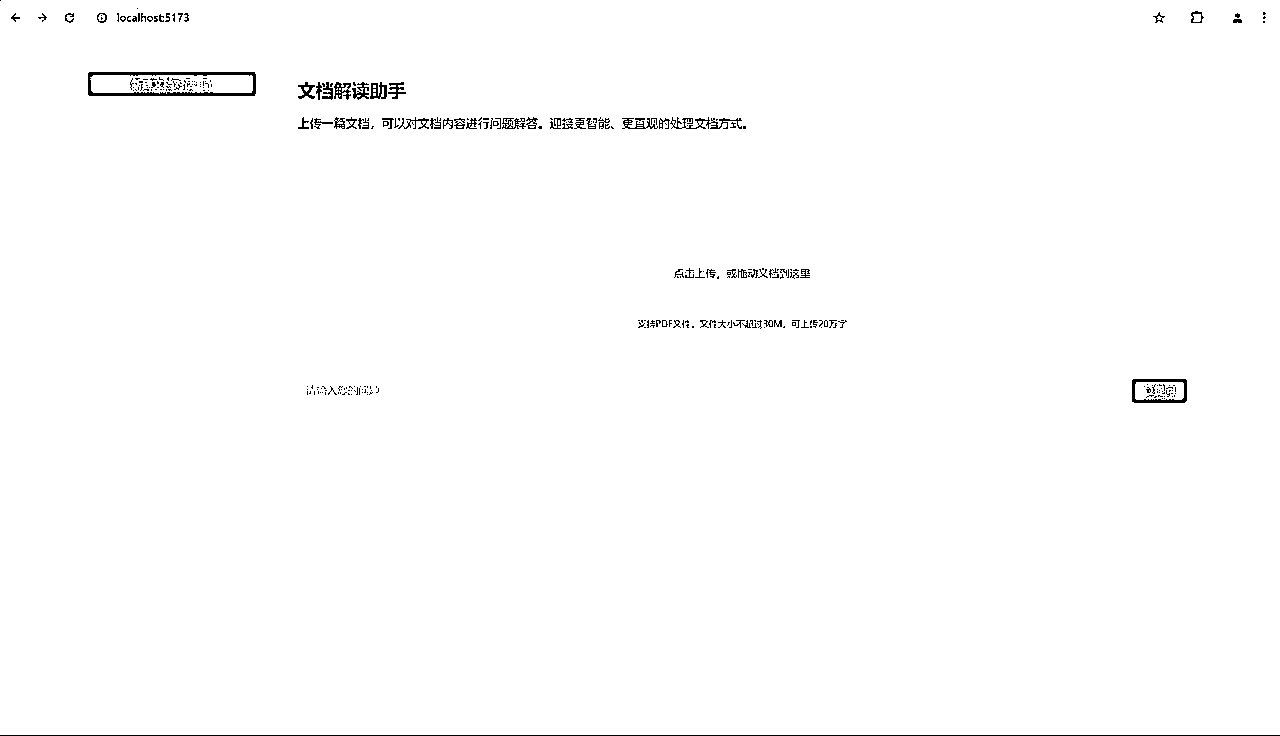 localhost:5173
文档解读助手
上传一篇文档，可以对文档内容进行问题解答。迎接更智能、更直观的处理文档方式。
点击上传，或拖动文档到这里
支持PDF文件，文件大小不超过30M，可上传20万字
请输入您的问题